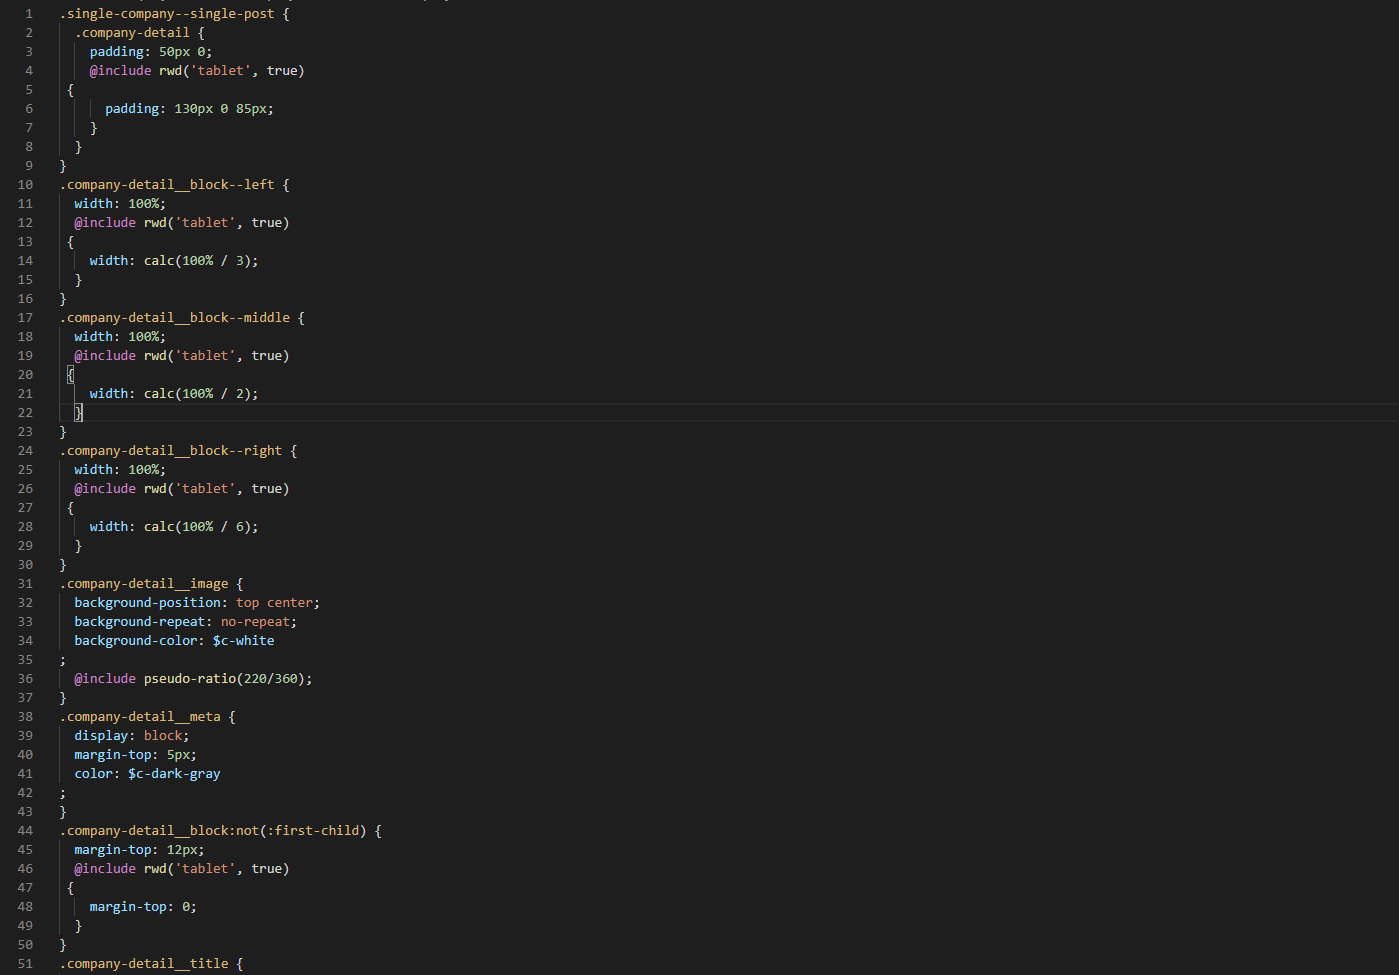 1 .single-company--single-post {
2 .company-detail {
3 padding: 50px 0;
4 @include rwd('tablet', true)
5 {
6 padding: 130px 0 85px;
7 }
8 }
9 }
10 .company-detail__block--left {
11 width: 100%;
12 @include rwd('tablet', true)
13 {
14 width: calc(100% / 3);
15 }
16 }
17 .company-detail__block--middle {
18 width: 100%;
19 @include rwd('tablet', true)
20 {
21 width: calc(100% / 2);
22 }
23 }
24 .company-detail__block--right {
25 width: 100%;
26 @include rwd('tablet', true)
27 {
28 width: calc(100% / 6);
29 }
30 }
31 .company-detail__image {
32 background-position: top center;
33 background-repeat: no-repeat;
34 background-color: $c-white
35 ;
36 @include pseudo-ratio(220/360);
37 }
38 .company-detail__meta {
39 display: block;
40 margin-top: 5px;
41 color: $c-dark-gray
42 ;
43 }
44 .company-detail__block:not(:first-child) {
45 margin-top: 12px;
46 @include rwd('tablet', true)
47 {
48 margin-top: 0;
49 }
50 }
51 .company-detail__title {